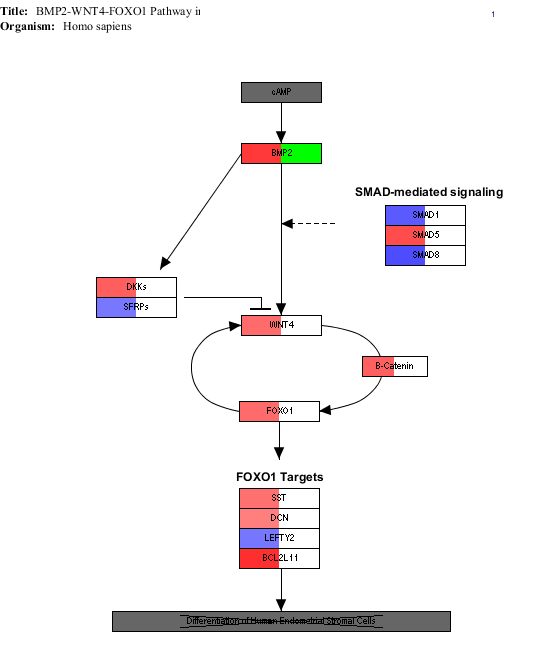 Title: BMP2-WNT4-FOXO1 Pathway in
1
Organism: Homo sapiens
cAMP
BMP2
SMAD-mediated signaling
SMAD1
SMAD5
SMAD8
DKKs
SFRPs
WNT4
B-Catenin
FOXO1
FOXO1 Targets
SST
DCN
LEFTY2
BCL2L11
Differentiation of Human Endometrial Stromal Cells